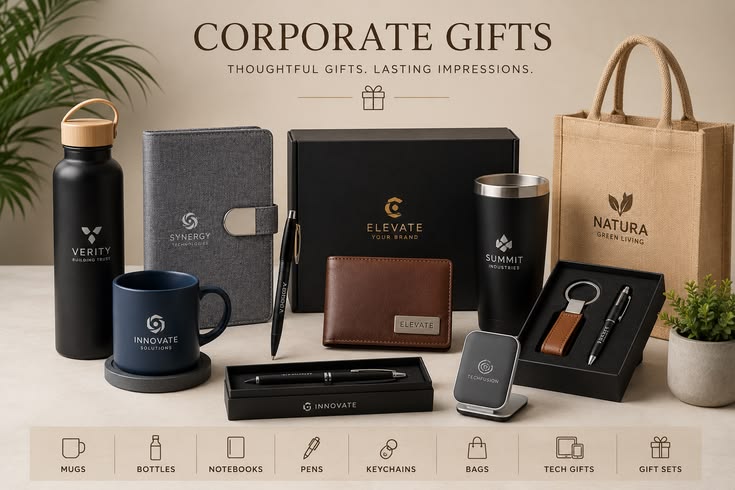 CORPORATE GIFTS
THOUGHTFUL GIFTS. LASTING IMPRESSIONS.
VERITY
BUILDING TRUST
SYNERGY
TECHNOLOGIES
ELEVATE
YOUR BRAND
SUMMIT
INDUSTRIES
NATURA
GREEN LIVING
INNOVATE
SOLUTIONS
ELEVATE
TECHFUSION
INNOVATE
MUGS
BOTTLES
NOTEBOOKS
PENS
KEYCHAINS
BAGS
TECH GIFTS
GIFT SETS